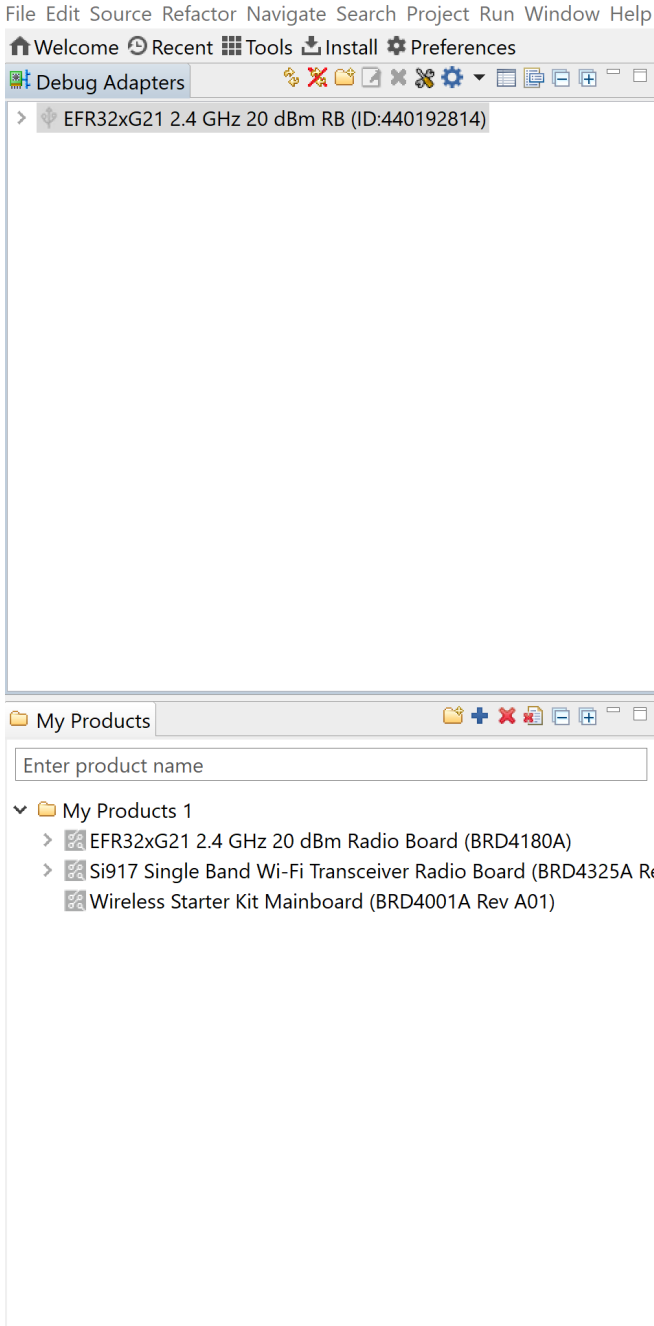 File Edit Source Refactor Navigate Search Project Run Window Help
Welcome Recent Tools Install Preferences
Debug Adapters
EFR32xG21 2.4 GHz 20 dBm RB (ID:440192814)
My Products
Enter product name
My Products 1
EFR32xG21 2.4 GHz 20 dBm Radio Board (BRD4180A)
Si917 Single Band Wi-Fi Transceiver Radio Board (BRD4325A Re
Wireless Starter Kit Mainboard (BRD4001A Rev A01)